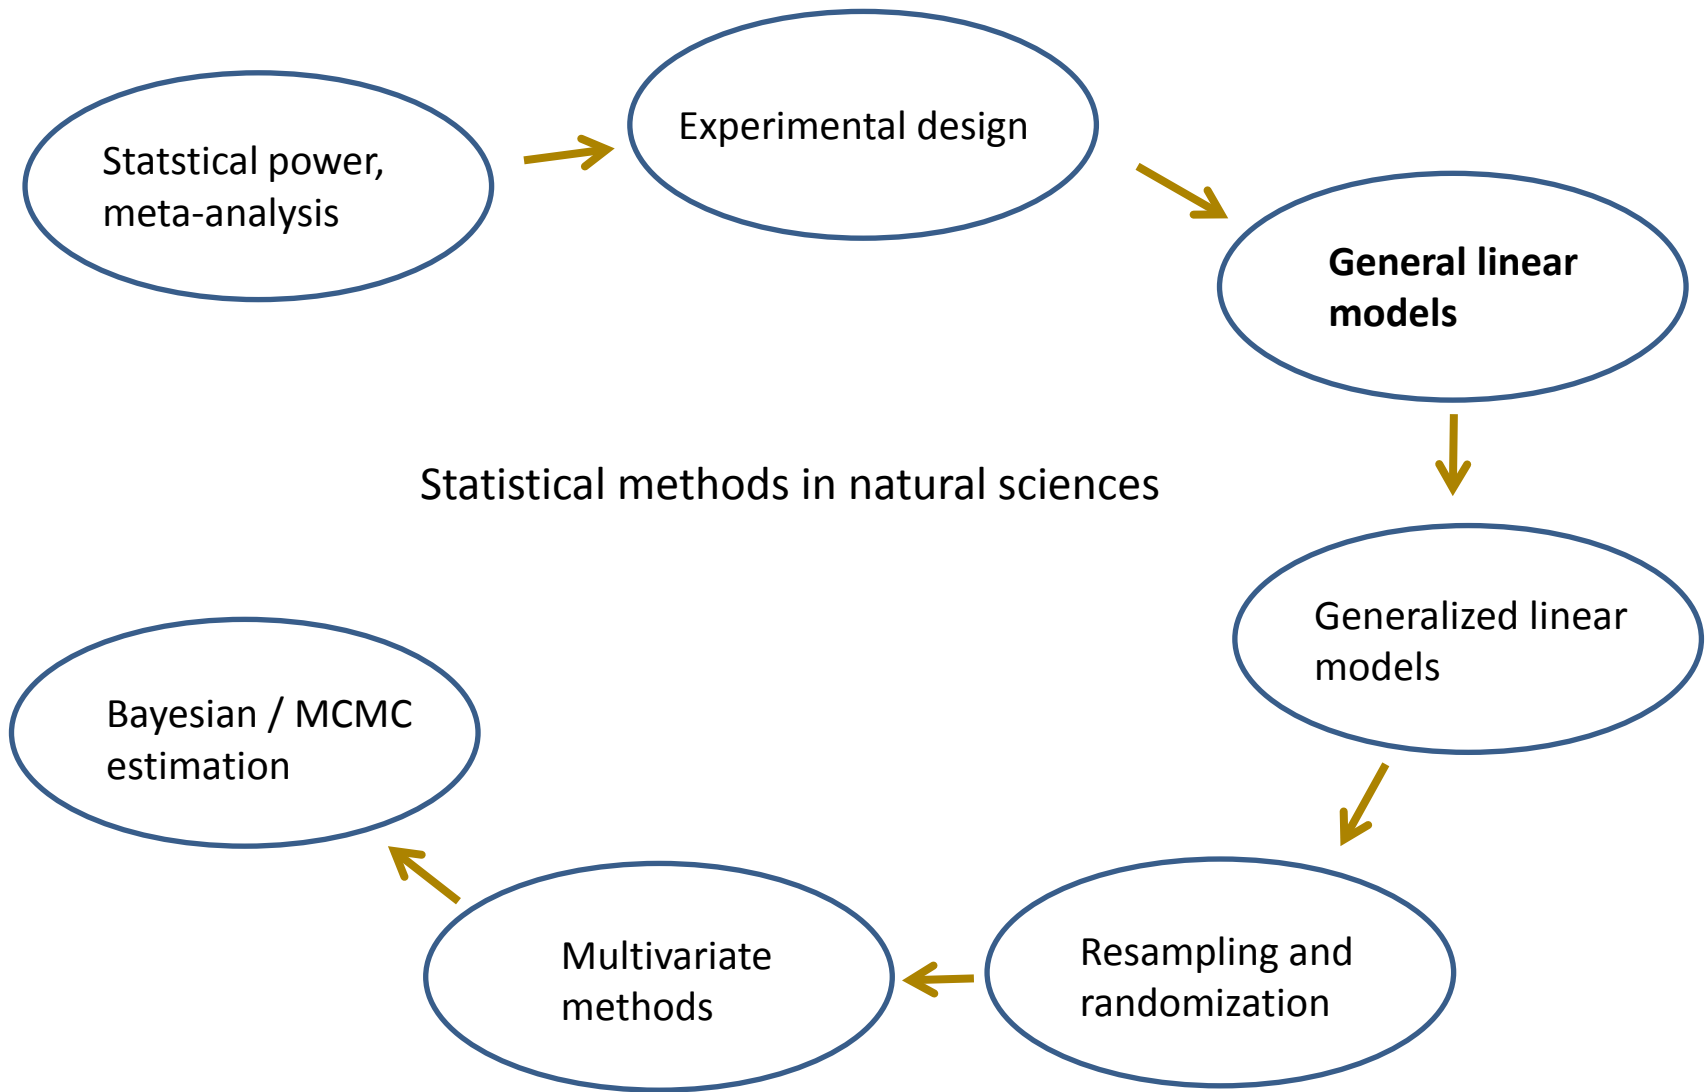 Statstical power,
meta-analysis
Experimental design
General linear
models
Statistical methods in natural sciences
Generalized linear
models
Resampling and
randomization
Multivariate
methods
Bayesian / MCMC
estimation